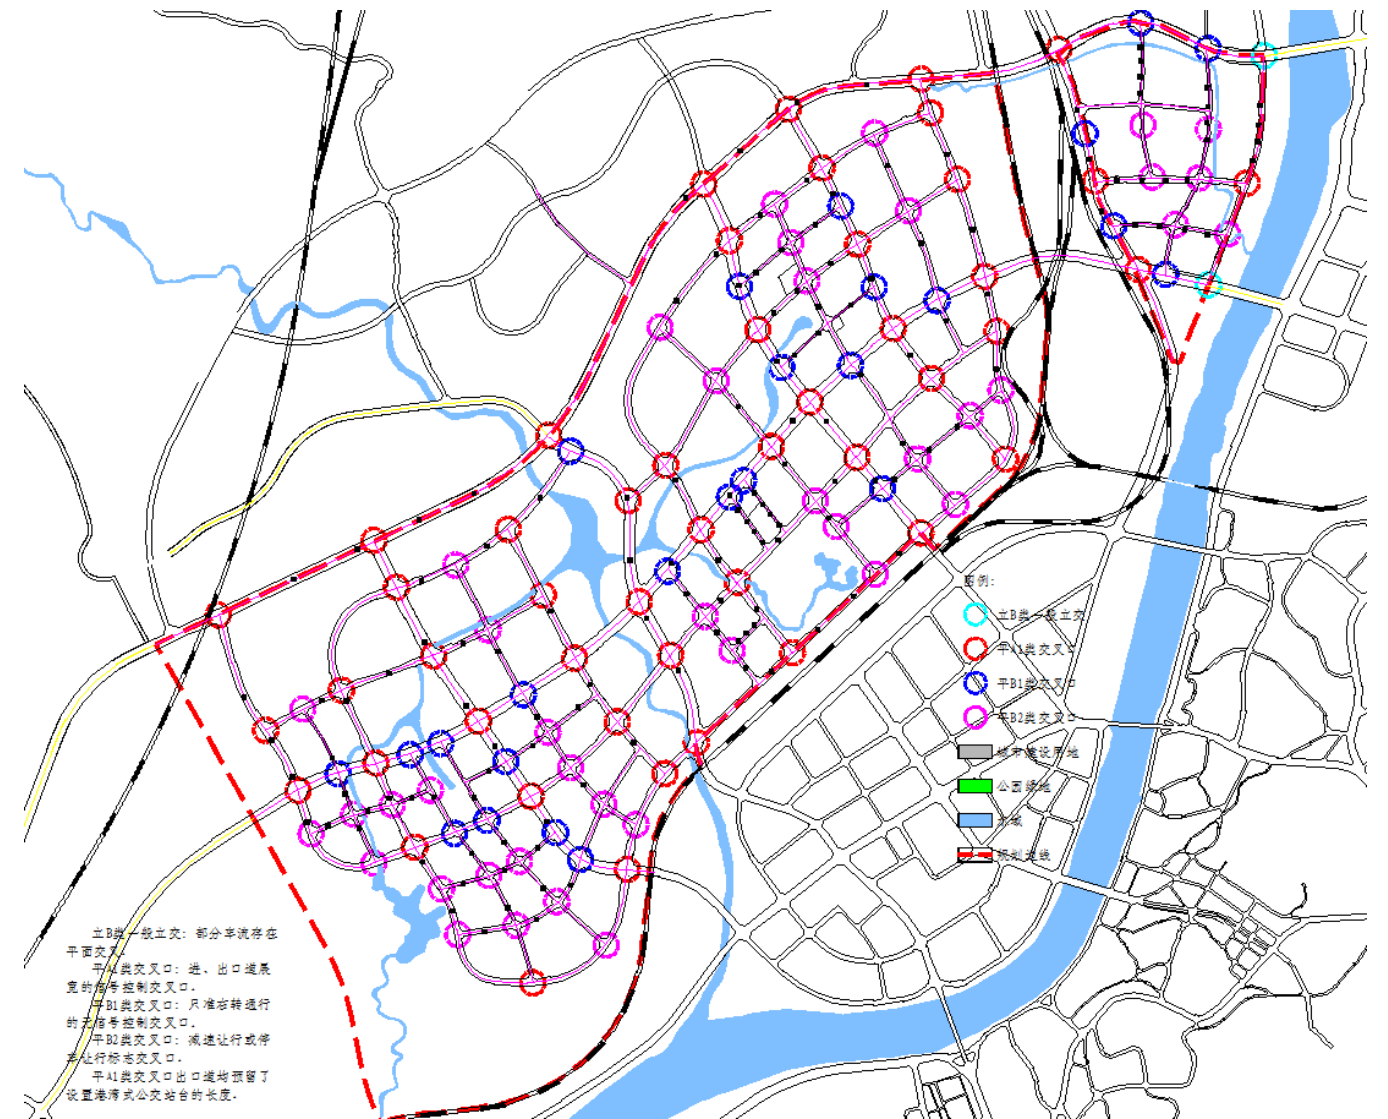 图例:
立B类一般立交
平A1类交叉口
平B1类交叉口
平B2类交叉口
城市建设用地
公园绿地
水域
规划边线
立B类一般立交: 部分车流存在
平面交叉.
平A1类交叉口: 进、出口道展
宽的信号控制交叉口.
平B1类交叉口: 只准右转通行
的无信号控制交叉口.
平B2类交叉口: 减速让行或停
车让行标志交叉口.
平A1类交叉口出口道均预留了
设置港湾式公交站台的长度.